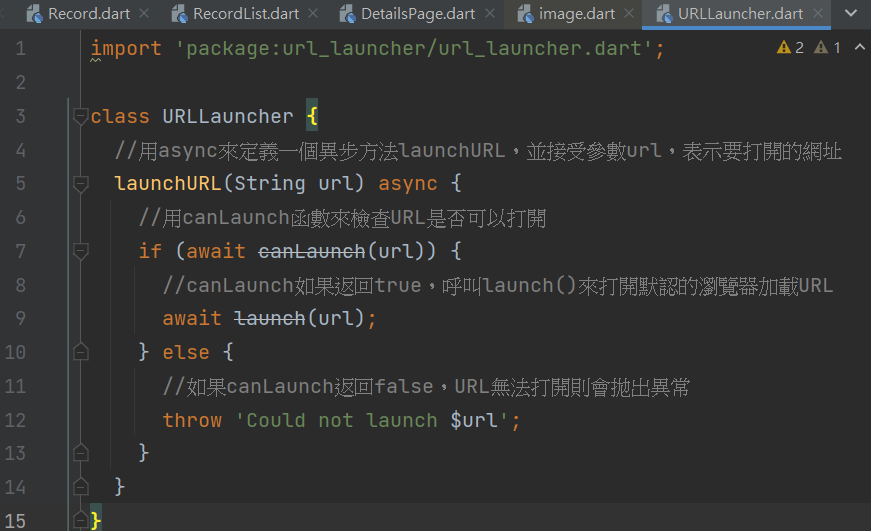 Record.dart RecordList.dart DetailsPage.dart image.dart URLLauncher.dart
1 import 'package:url_launcher/url_launcher.dart'; 2 1
2
3 class URLLauncher {
4 //用async來定義一個異步方法launchURL，並接受參數url，表示要打開的網址
5 launchURL(String url) async {
6 //用canLaunch函數來檢查URL是否可以打開
7 if (await canLaunch(url)) {
8 //canLaunch如果返回true，呼叫launch()來打開默認的瀏覽器加載URL
9 await launch(url);
10 } else {
11 //如果canLaunch返回false，URL無法打開則會拋出異常
12 throw 'Could not launch $url';
13 }
14 }
15 }